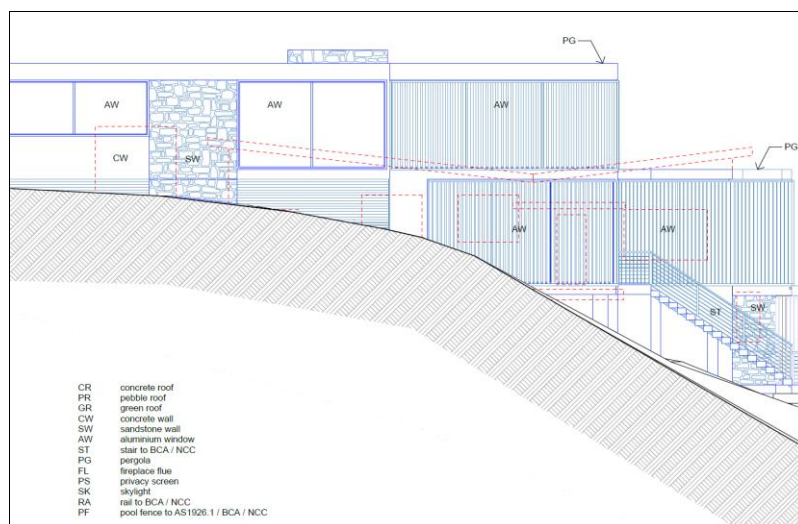 PG
AW
AW
AW
CW
SW
PG
AW
AW
ST
SW
CR concrete roof
PR pebble roof
GR green roof
CW concrete wall
SW sandstone wall
AW aluminium window
ST stair to BCA / NCC
PG pergola
FL fireplace flue
PS privacy screen
SK skylight
RA rail to BCA / NCC
PF pool fence to AS1926.1 / BCA / NCC